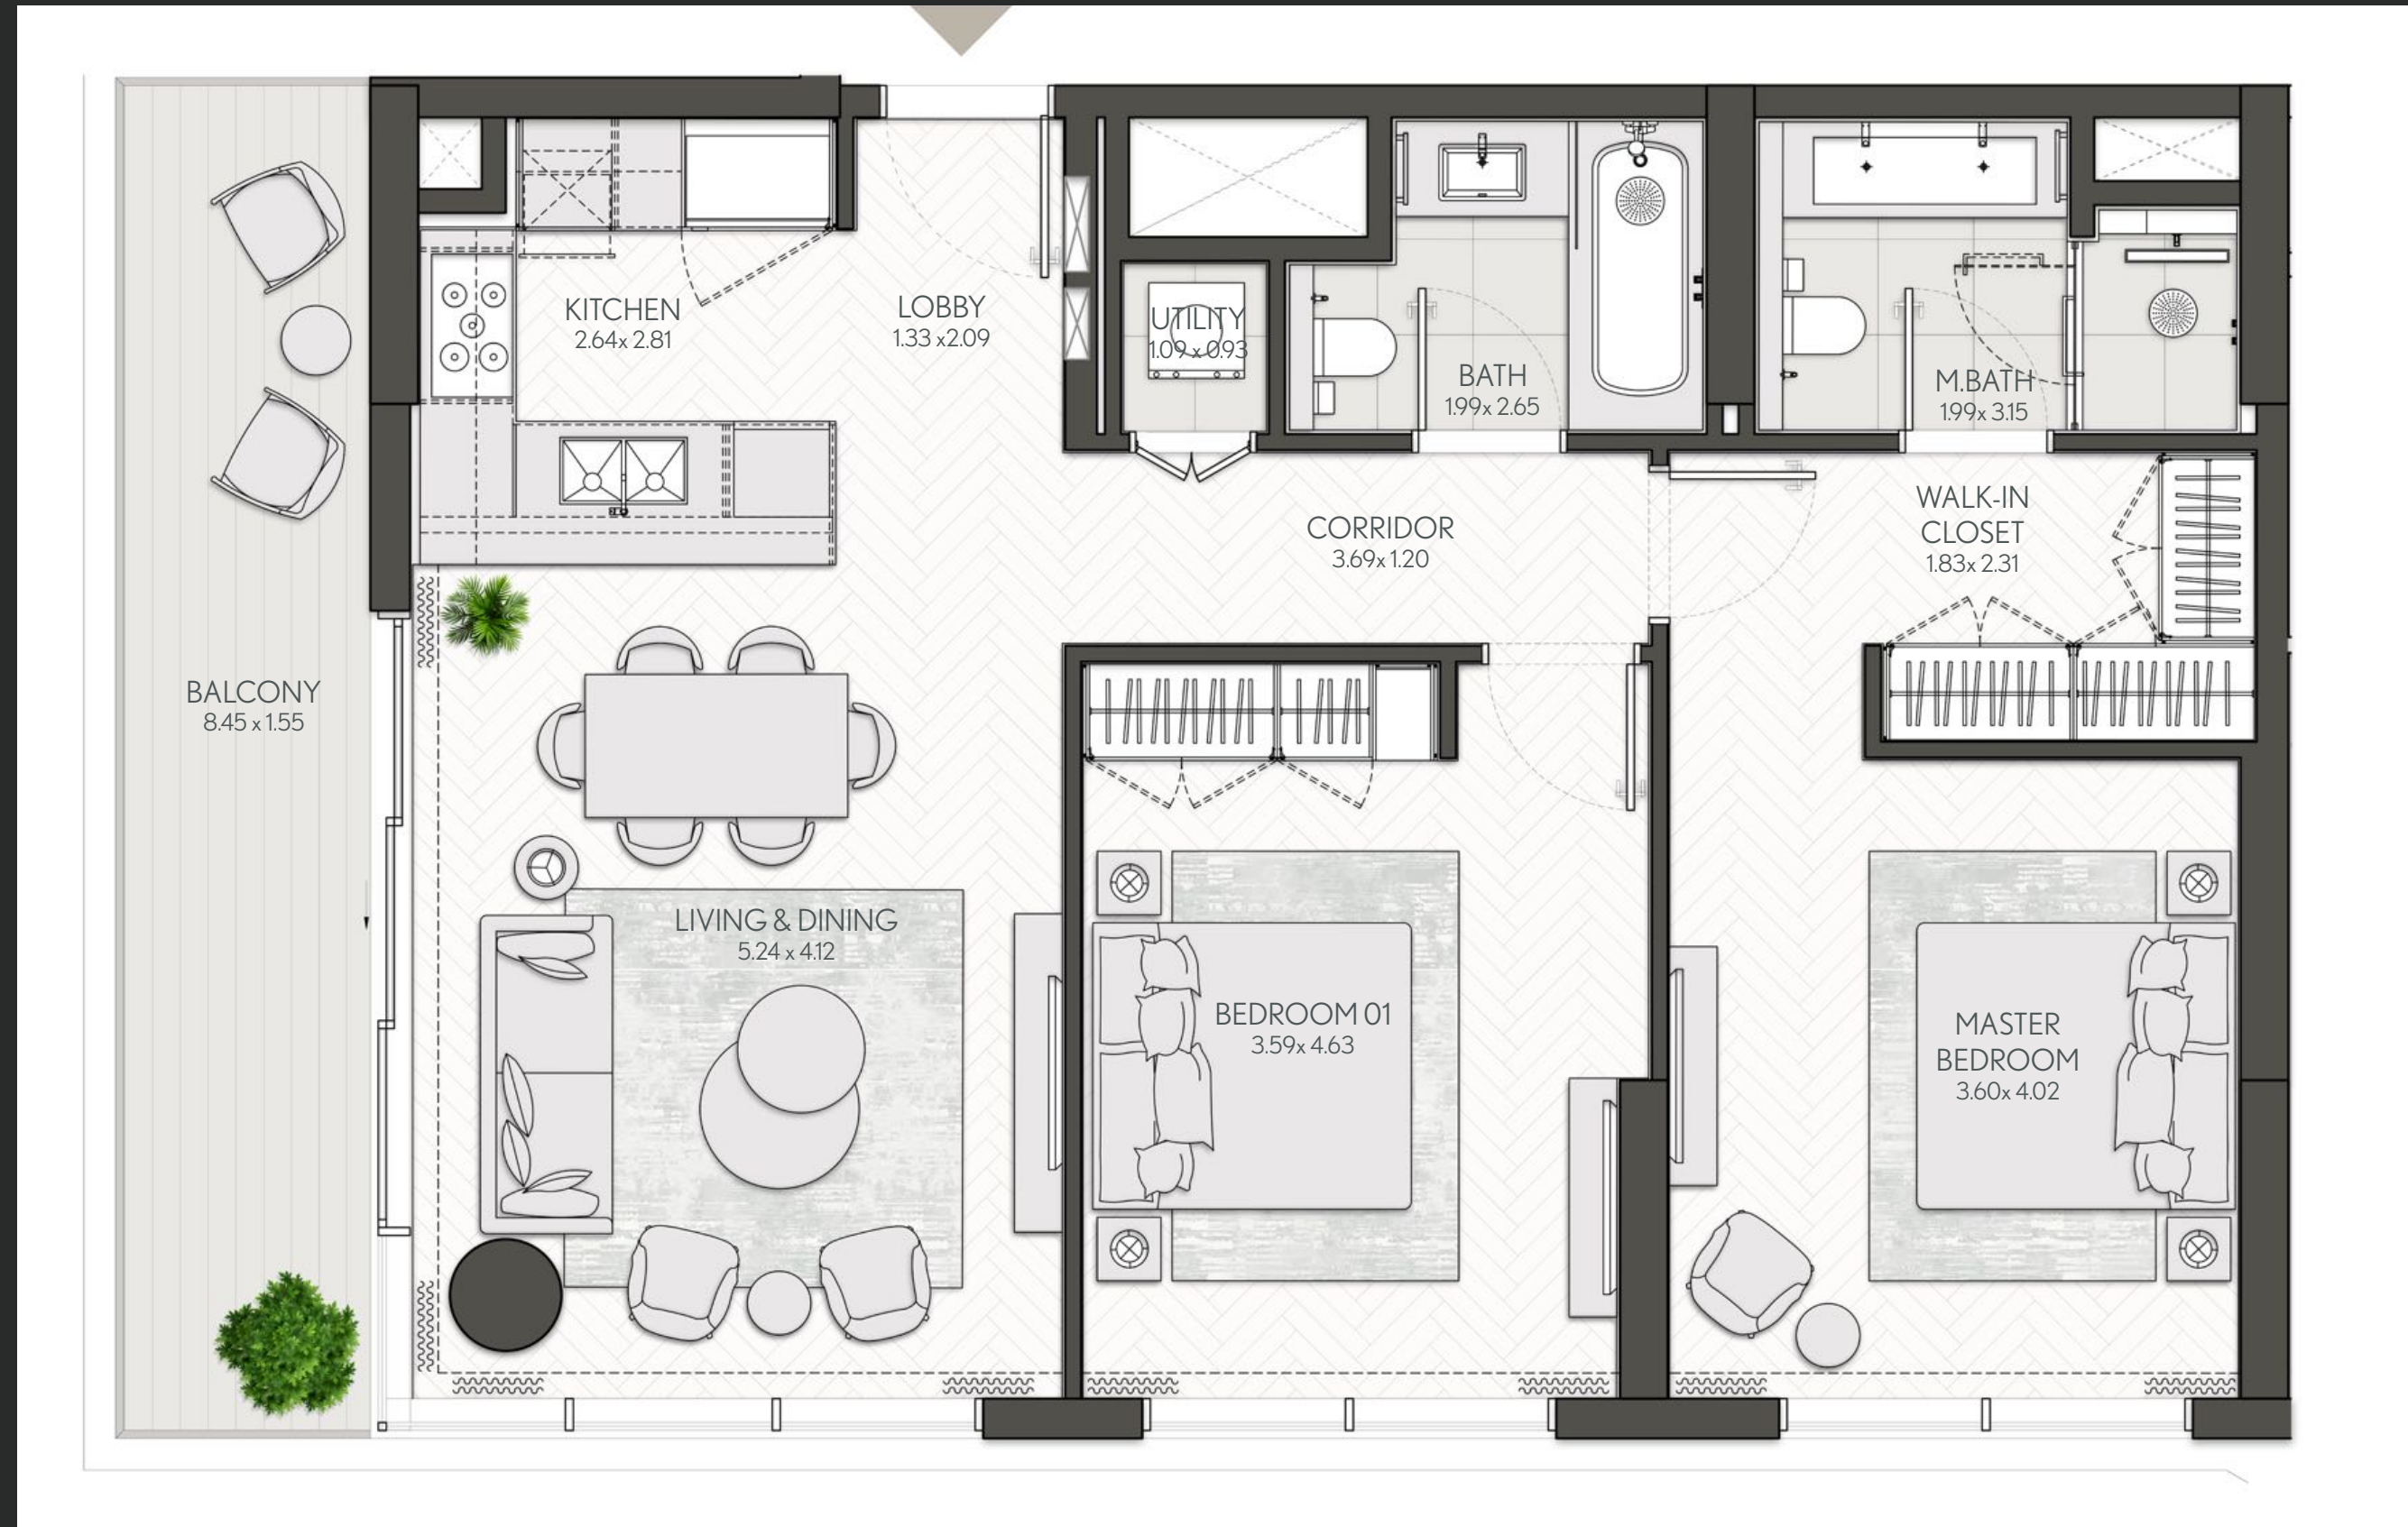 KITCHEN
2.64x 2.81
LOBBY
1.33 x2.09
UTILITY
1.09 x 0.93
BATH
1.99x 2.65
M.BATH
1.99x 3.15
WALK-IN
CLOSET
1.83x 2.31
CORRIDOR
3.69x 1.20
BALCONY
8.45 x 1.55
LIVING & DINING
5.24 x 4.12
BEDROOM 01
3.59x 4.63
MASTER
BEDROOM
3.60x 4.02